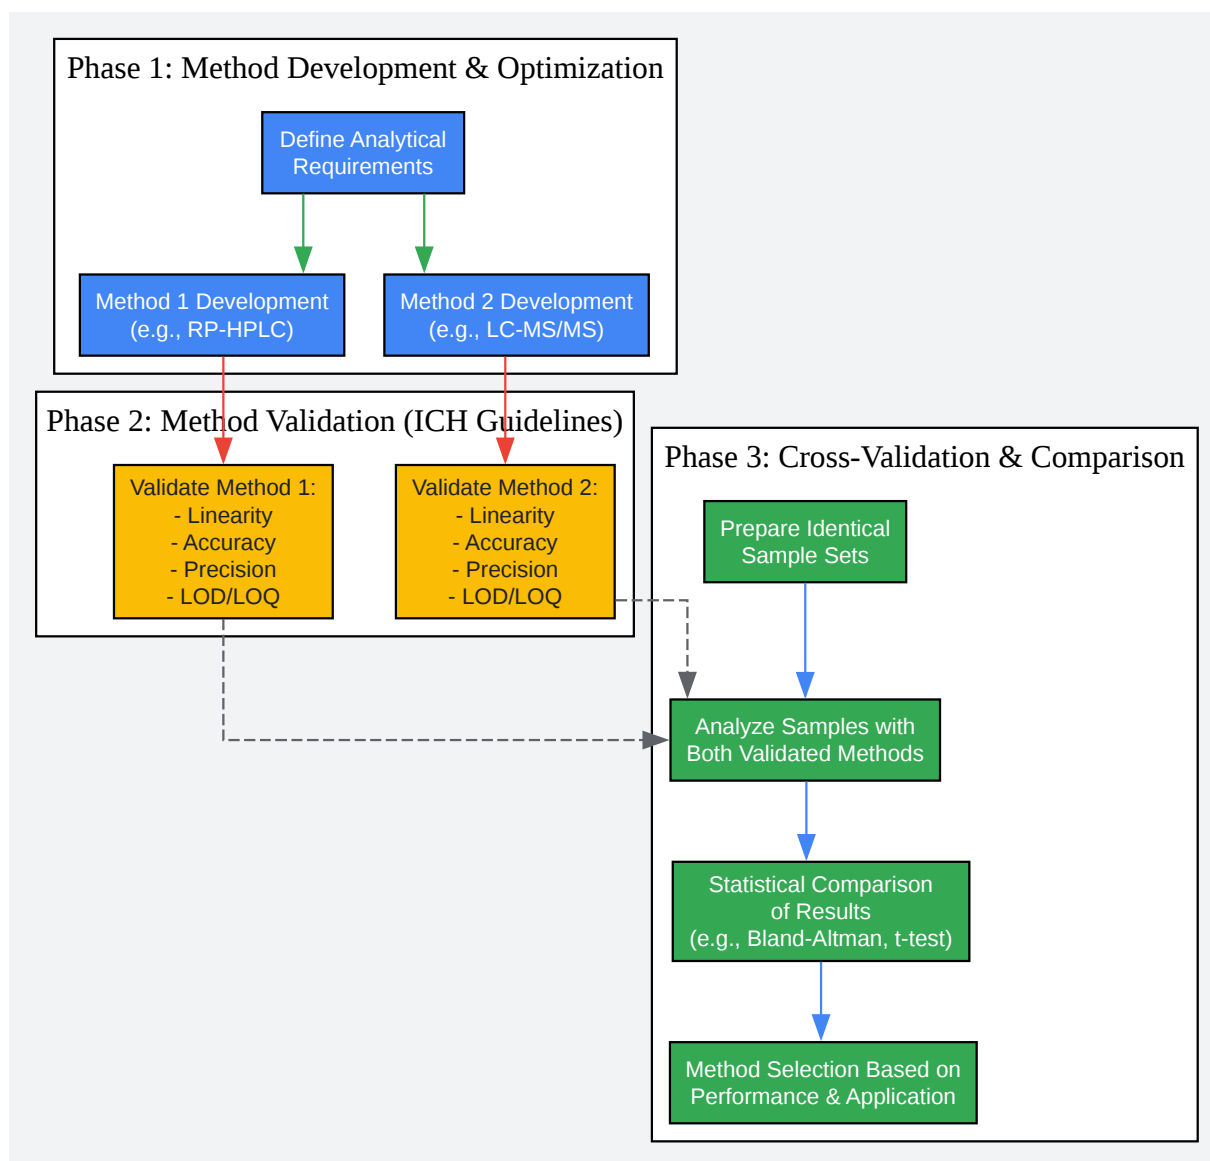 Phase 1: Method Development & Optimization
Define Analytical
Requirements
Method 1 Development
(e.g., RP-HPLC)
Method 2 Development
(e.g., LC-MS/MS)
Phase 2: Method Validation (ICH Guidelines)
Validate Method 1:
- Linearity
- Accuracy
- Precision
- LOD/LOQ
Validate Method 2:
- Linearity
- Accuracy
- Precision
- LOD/LOQ
Phase 3: Cross-Validation & Comparison
Prepare Identical
Sample Sets
Analyze Samples with
Both Validated Methods
Statistical Comparison
of Results
(e.g., Bland-Altman, t-test)
Method Selection Based on
Performance & Application